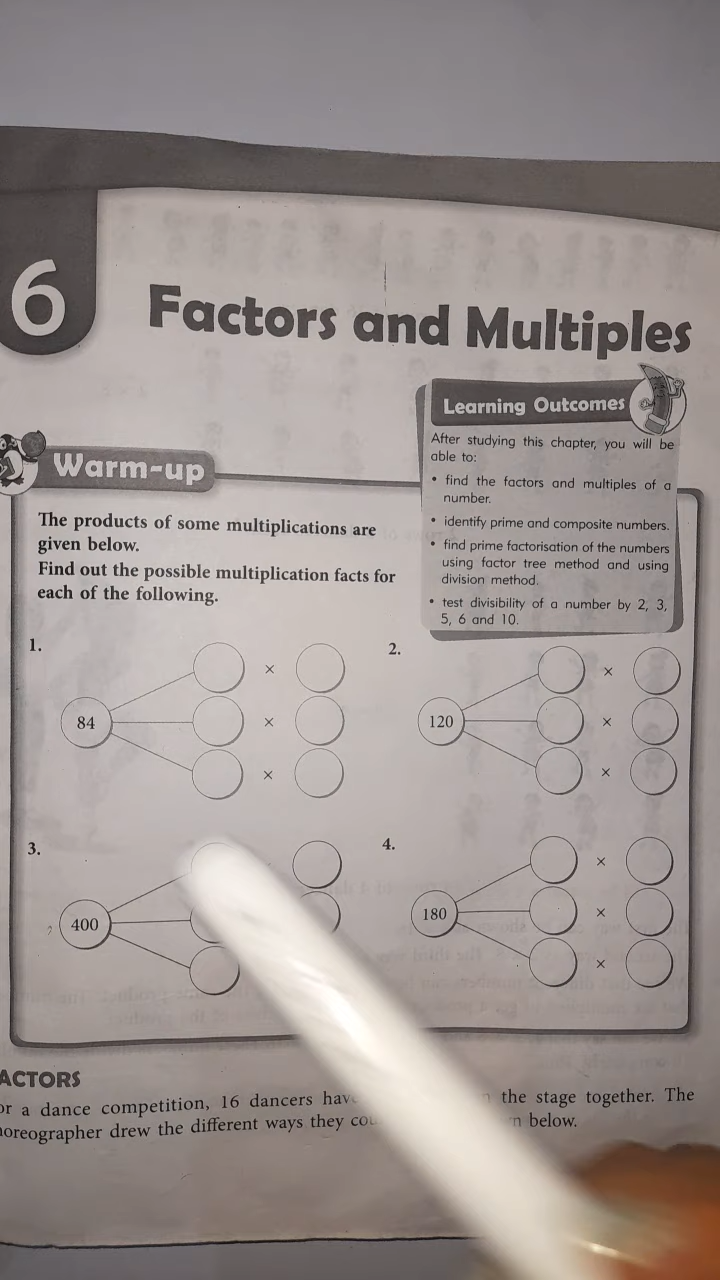 6
Factors and Multiples
Learning Outcomes
After studying this chapter, you will be
able to:
• find the factors and multiples of a
number.
• identify prime and composite numbers.
• find prime factorisation of the numbers
using factor tree method and using
division method.
• test divisibility of a number by 2, 3,
5, 6 and 10.
Warm-up
The products of some multiplications are
given below.
Find out the possible multiplication facts for
each of the following.
1.
84
×
×
×
2.
120
×
×
×
3.
400
4.
180
×
×
×
ACTORS
or a dance competition, 16 dancers hav the stage together. The
horeographer drew the different ways they below.